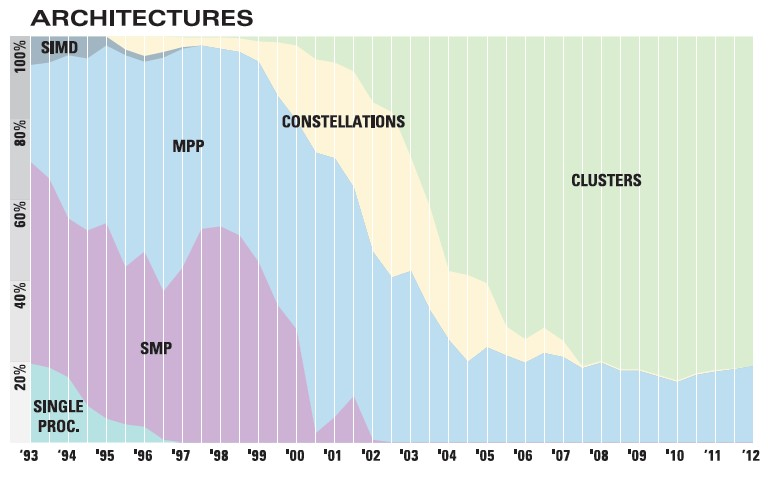 ARCHITECTURES
100%
80%
60%
40%
20%
SIMD
MPP
CONSTELLATIONS
CLUSTERS
SMP
SINGLE
PROC.
'93 '94 '95 '96 '97 '98 '99 '00 '01 '02 '03 '04 '05 '06 '07 '08 '09 '10 '11 '12